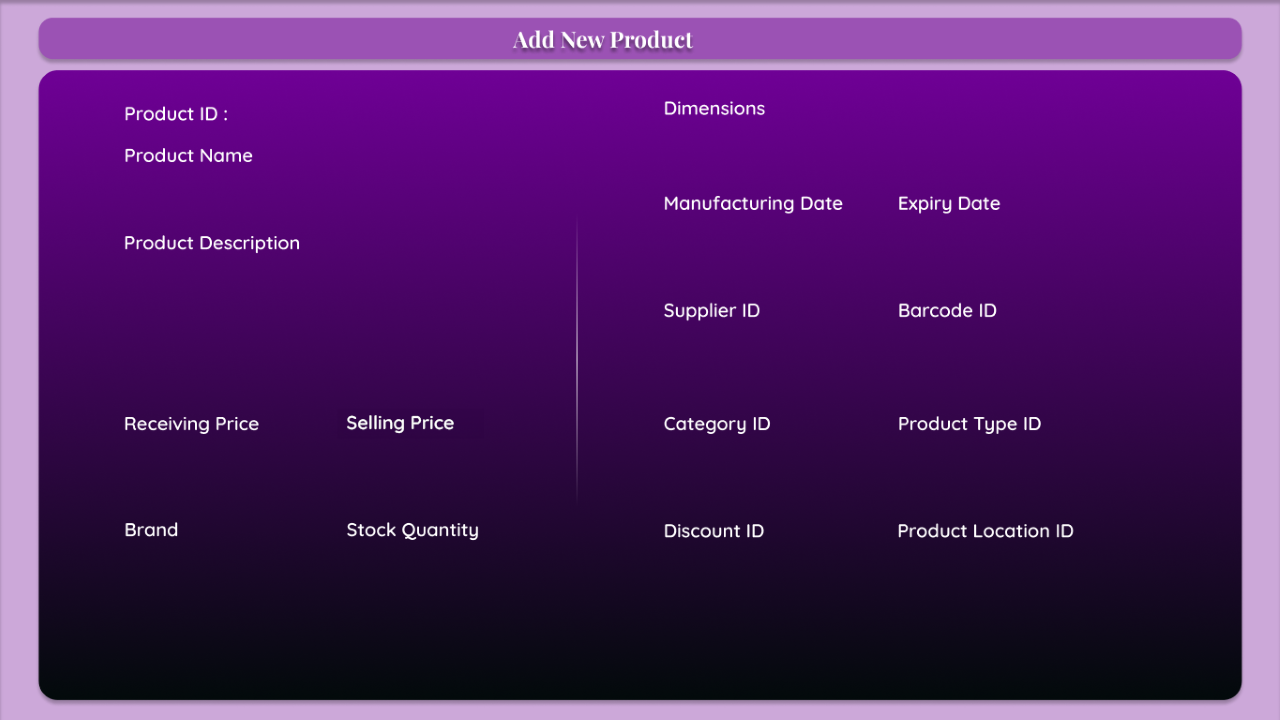 Add New Product
Product ID :
Product Name
Product Description
Receiving Price
Selling Price
Brand
Stock Quantity
Dimensions
Manufacturing Date
Expiry Date
Supplier ID
Barcode ID
Category ID
Product Type ID
Discount ID
Product Location ID